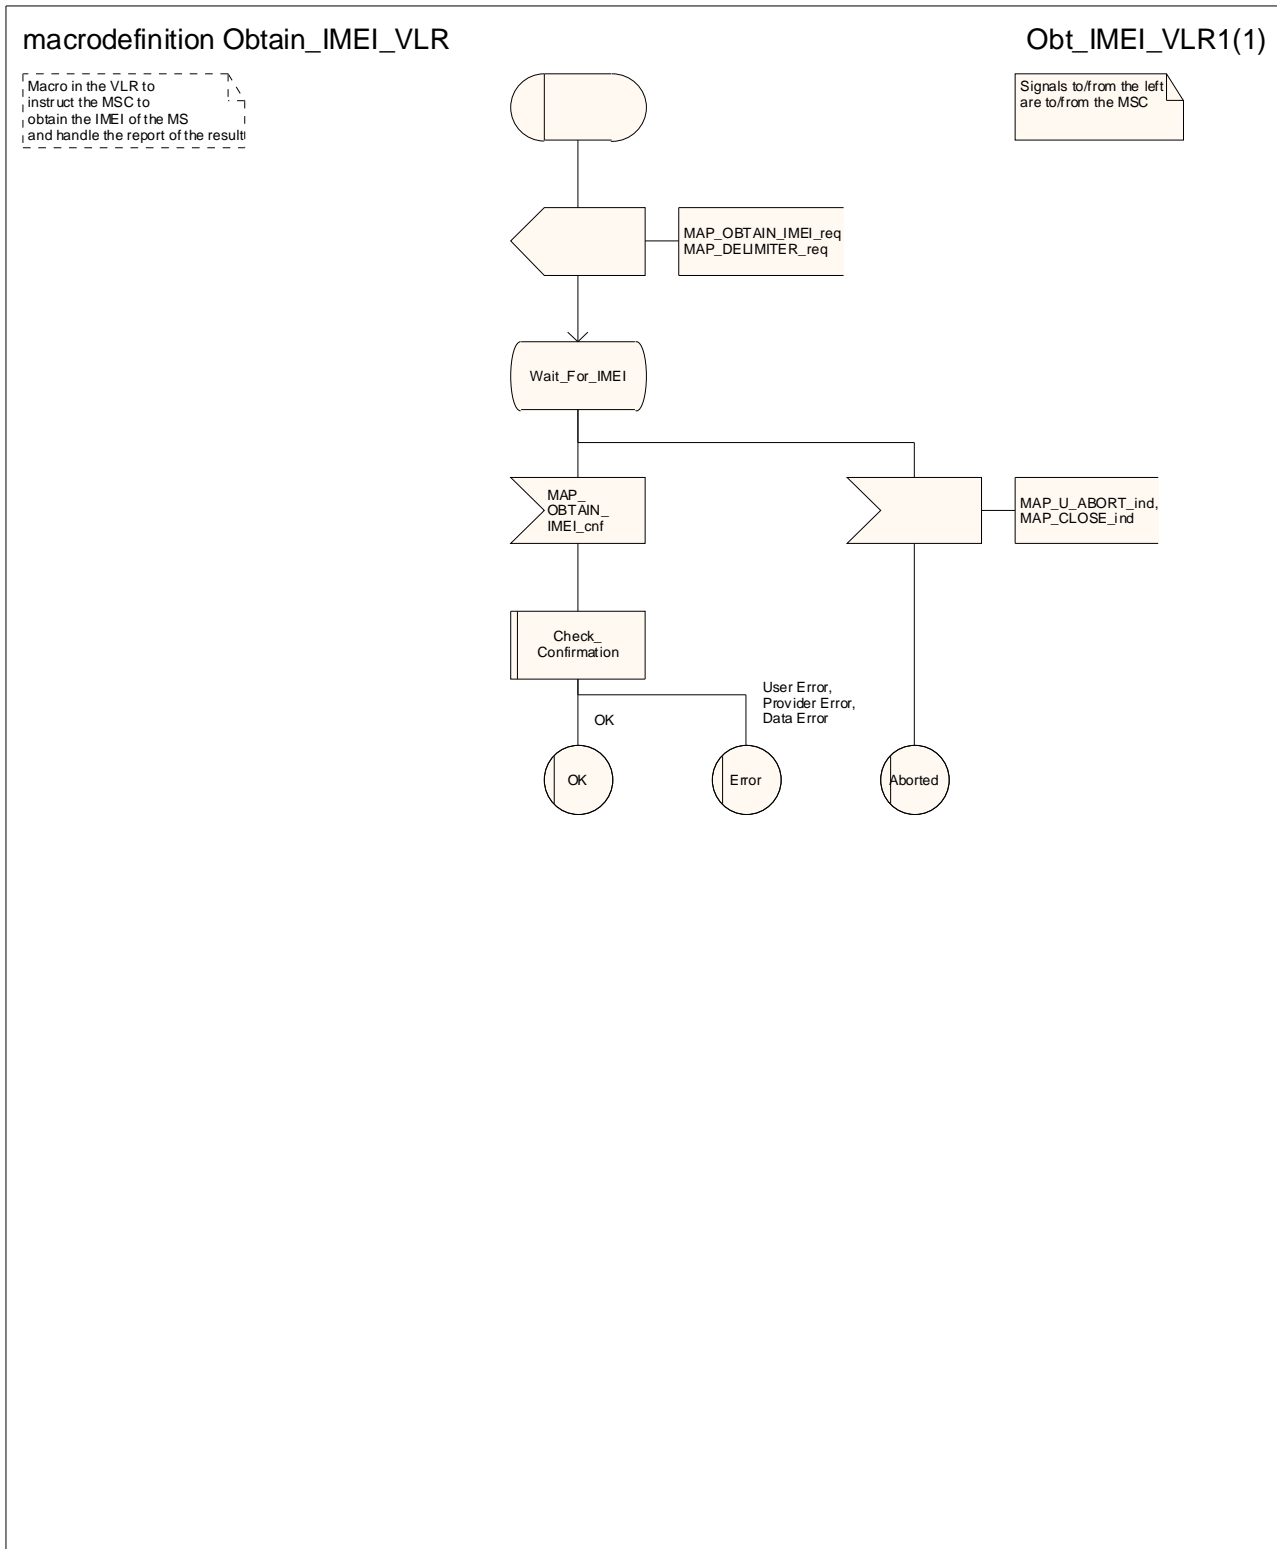 macrodefinition Obtain_IMEI_VLR
Obt_IMEI_VLR1(1)
Macro in the VLR to
instruct the MSC to
obtain the IMEI of the MS
and handle the report of the result
Signals to/from the left
are to/from the MSC
MAP_OBTAIN_IMEI_req
MAP_DELIMITER_req
Wait_For_IMEI
MAP_
OBTAIN_
IMEI_cnf
MAP_U_ABORT_ind,
MAP_CLOSE_ind
Check_
Confirmation
User Error,
Provider Error,
Data Error
OK
OK
Error
Aborted